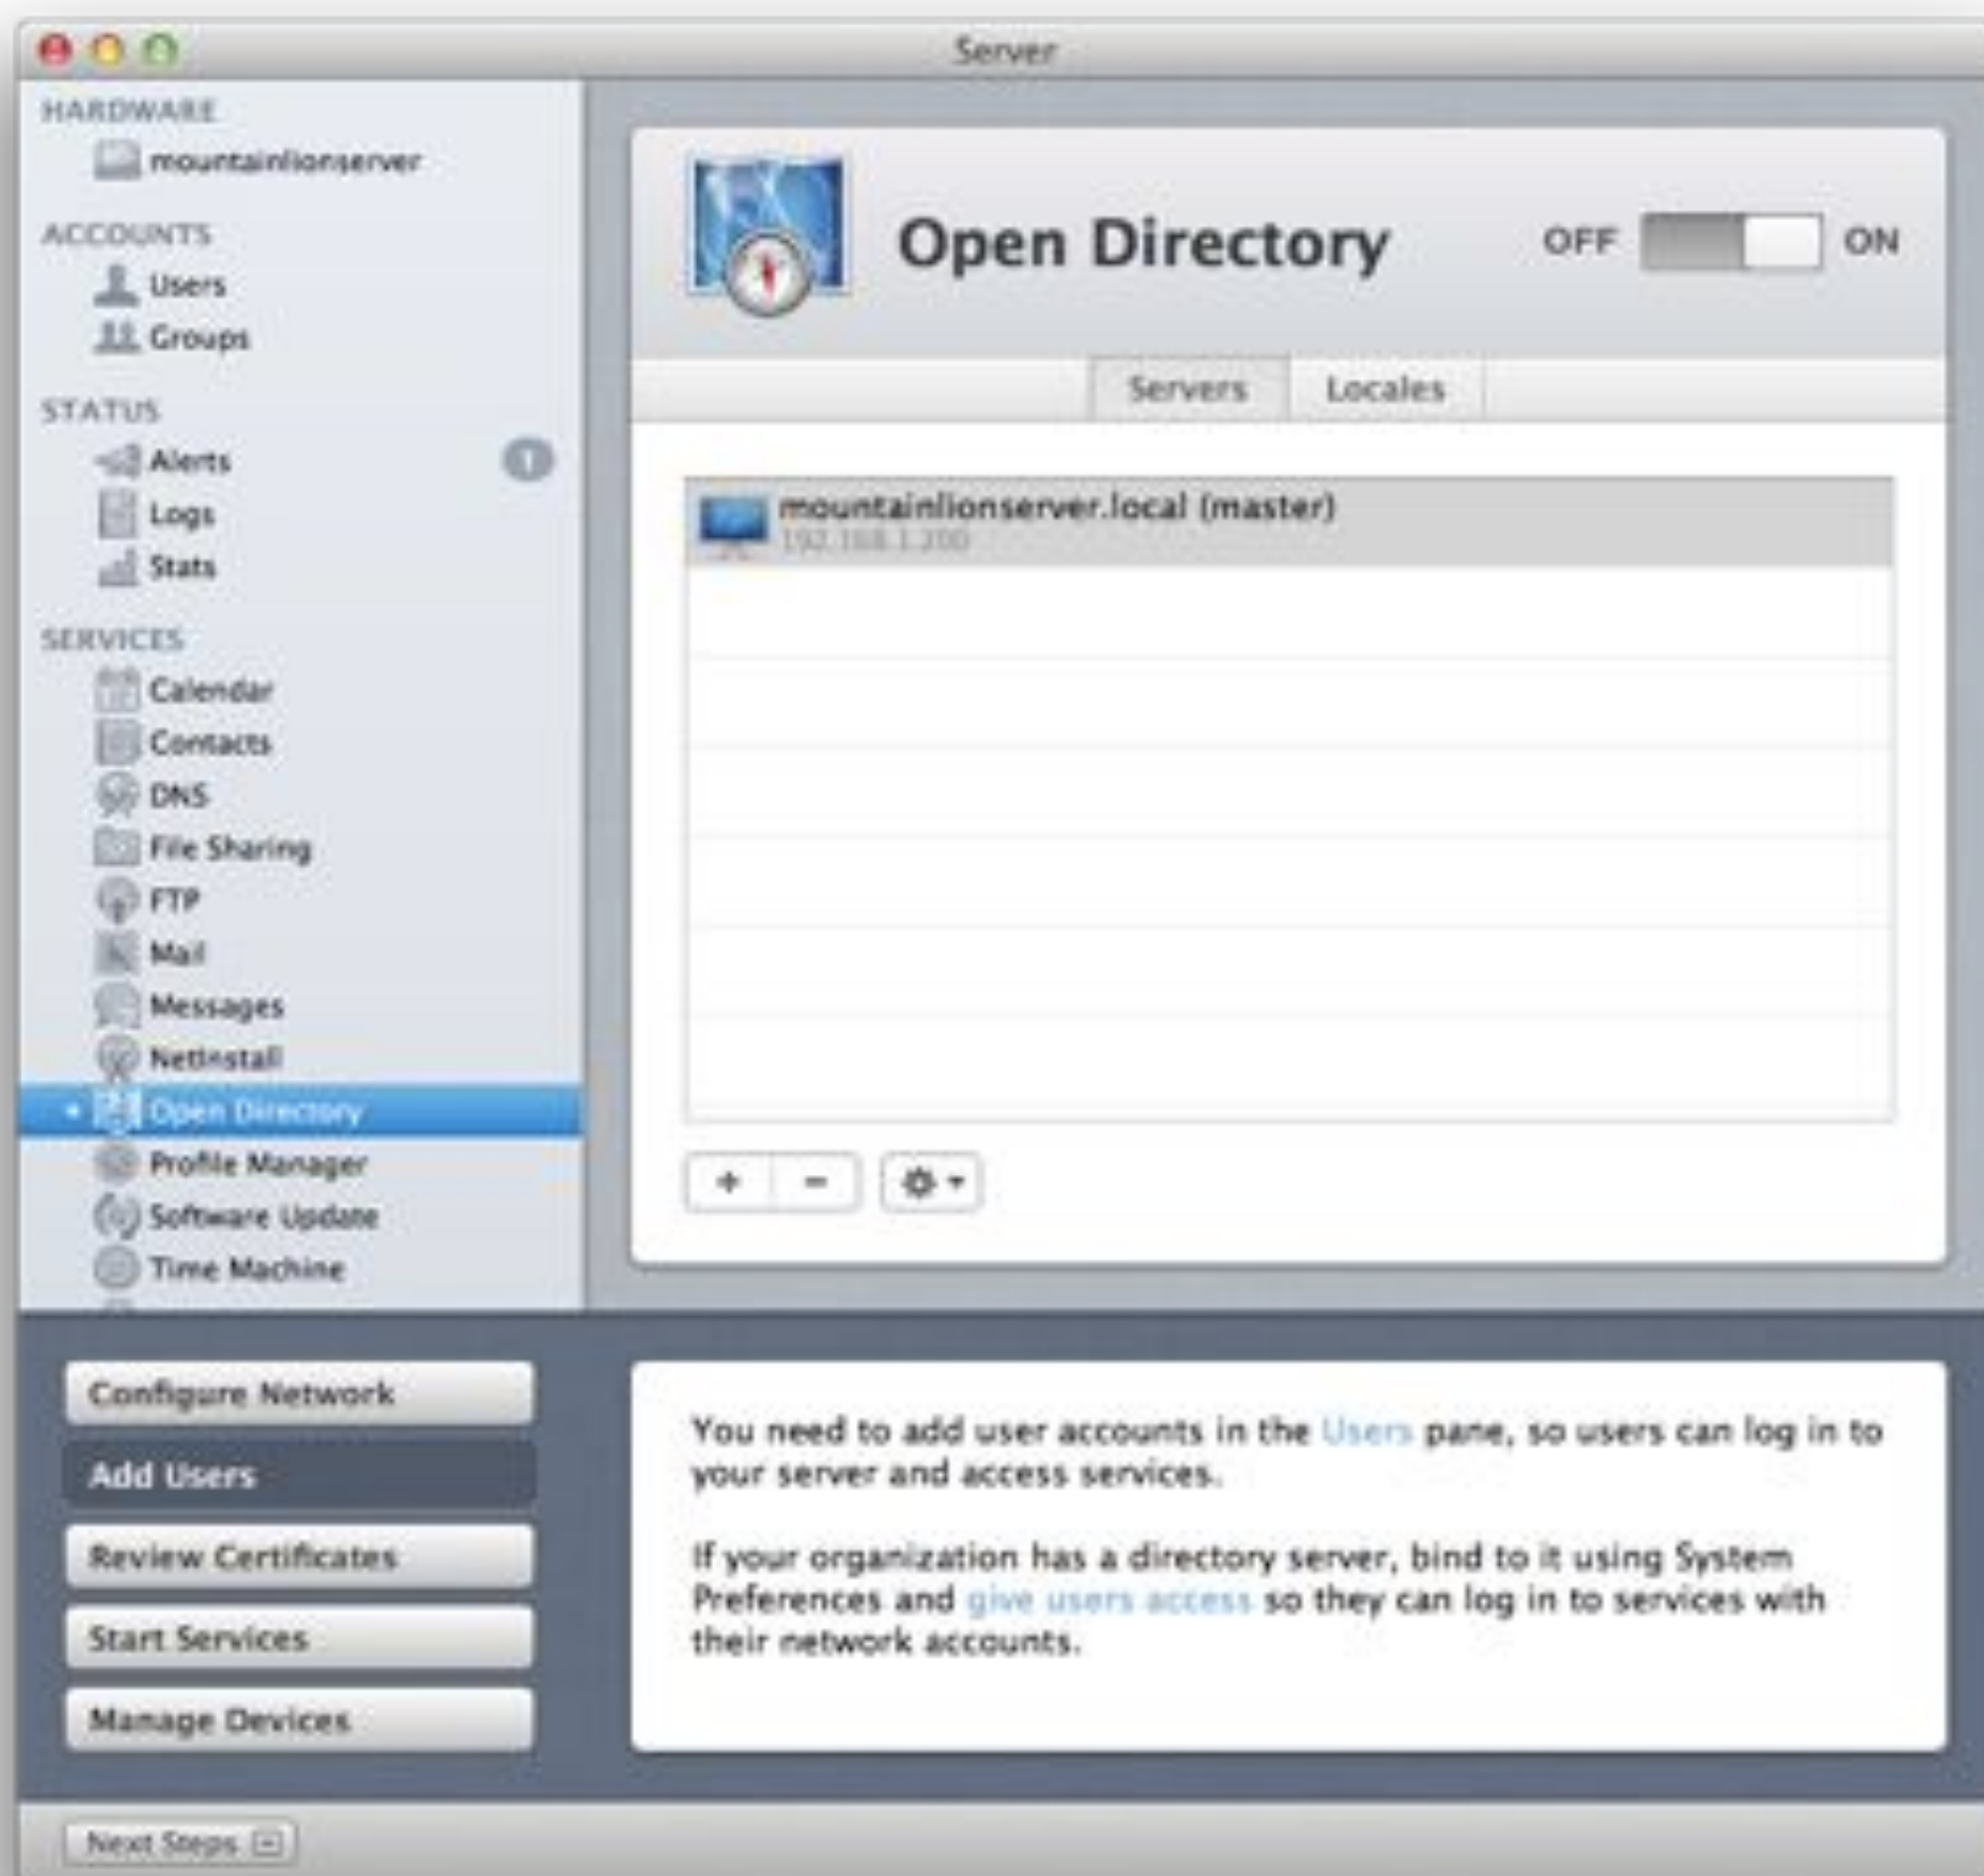 Server
HARDWARE
mountainlionserver
ACCOUNTS
Users
Groups
STATUS
Alerts
1
Logs
Stats
SERVICES
Calendar
Contacts
DNS
File Sharing
FTP
Mail
Messages
NetInstall
Open Directory
Profile Manager
Software Update
Time Machine
Open Directory
OFF
ON
Servers
Locales
mountainlionserver.local (master)
192.168.1.200
Configure Network
Add Users
Review Certificates
Start Services
Manage Devices
You need to add user accounts in the Users pane, so users can log in to
your server and access services.
If your organization has a directory server, bind to it using System
Preferences and give users access so they can log in to services with
their network accounts.
Next Steps